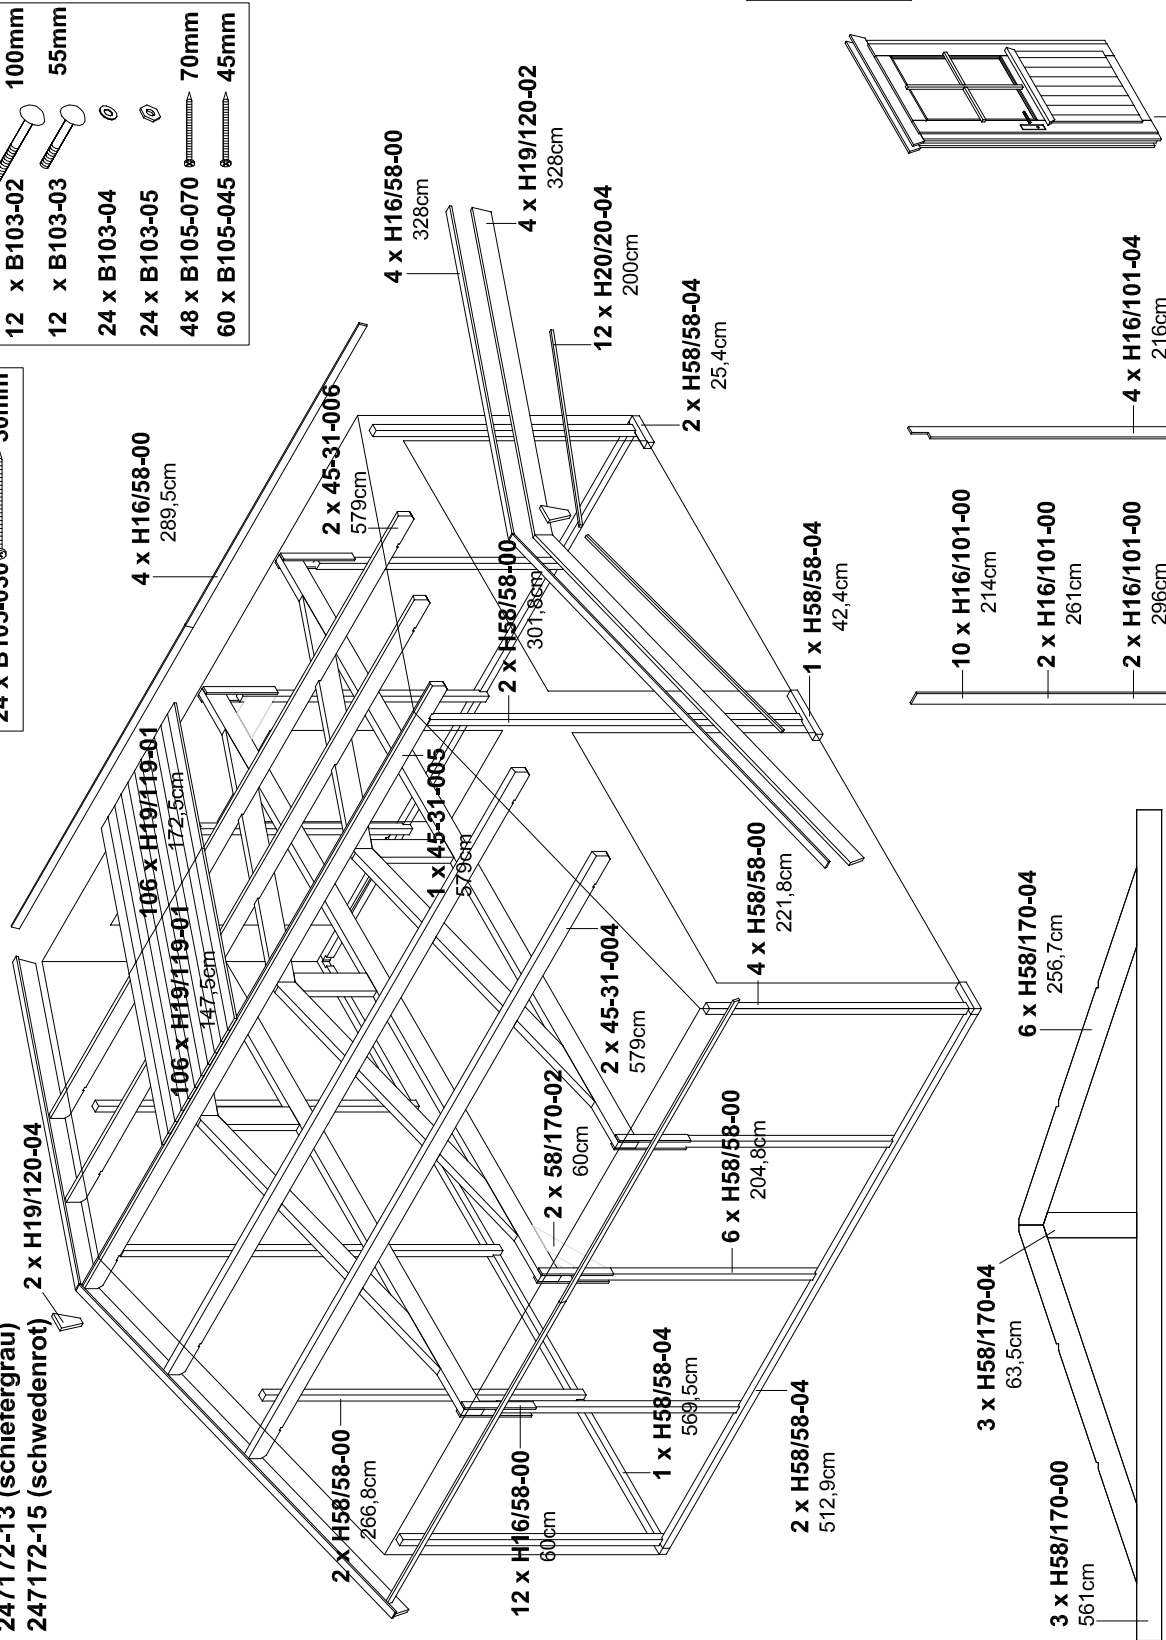 247172-13 (schiefergrau)
247172-15 (schwedenrot)
2 x H19/120-04
24 x B105-030
30mm
12 x B103-02
100mm
12 x B103-03
55mm
24 x B103-04
24 x B103-05
48 x B105-070
70mm
60 x B105-045
45mm
4 x H16/58-00
289,5cm
4 x H16/58-00
328cm
4 x H19/120-02
328cm
12 x H20/20-04
200cm
2 x H58/58-04
25,4cm
2 x 45-31-006
579cm
106 x H19/119-01
172,5cm
106 x H19/119-01
147,5cm
1 x 45-31-005
579cm
2 x H58/58-00
301,8cm
1 x H58/58-04
42,4cm
2 x 45-31-004
579cm
4 x H58/58-00
221,8cm
2 x 58/170-02
60cm
6 x H58/58-00
204,8cm
2 x H58/58-00
266,8cm
12 x H16/58-00
60cm
1 x H58/58-04
569,5cm
2 x H58/58-04
512,9cm
3 x H58/170-00
561cm
3 x H58/170-04
63,5cm
6 x H58/170-04
256,7cm
10 x H16/101-00
214cm
2 x H16/101-00
261cm
2 x H16/101-00
296cm
4 x H16/101-04
216cm